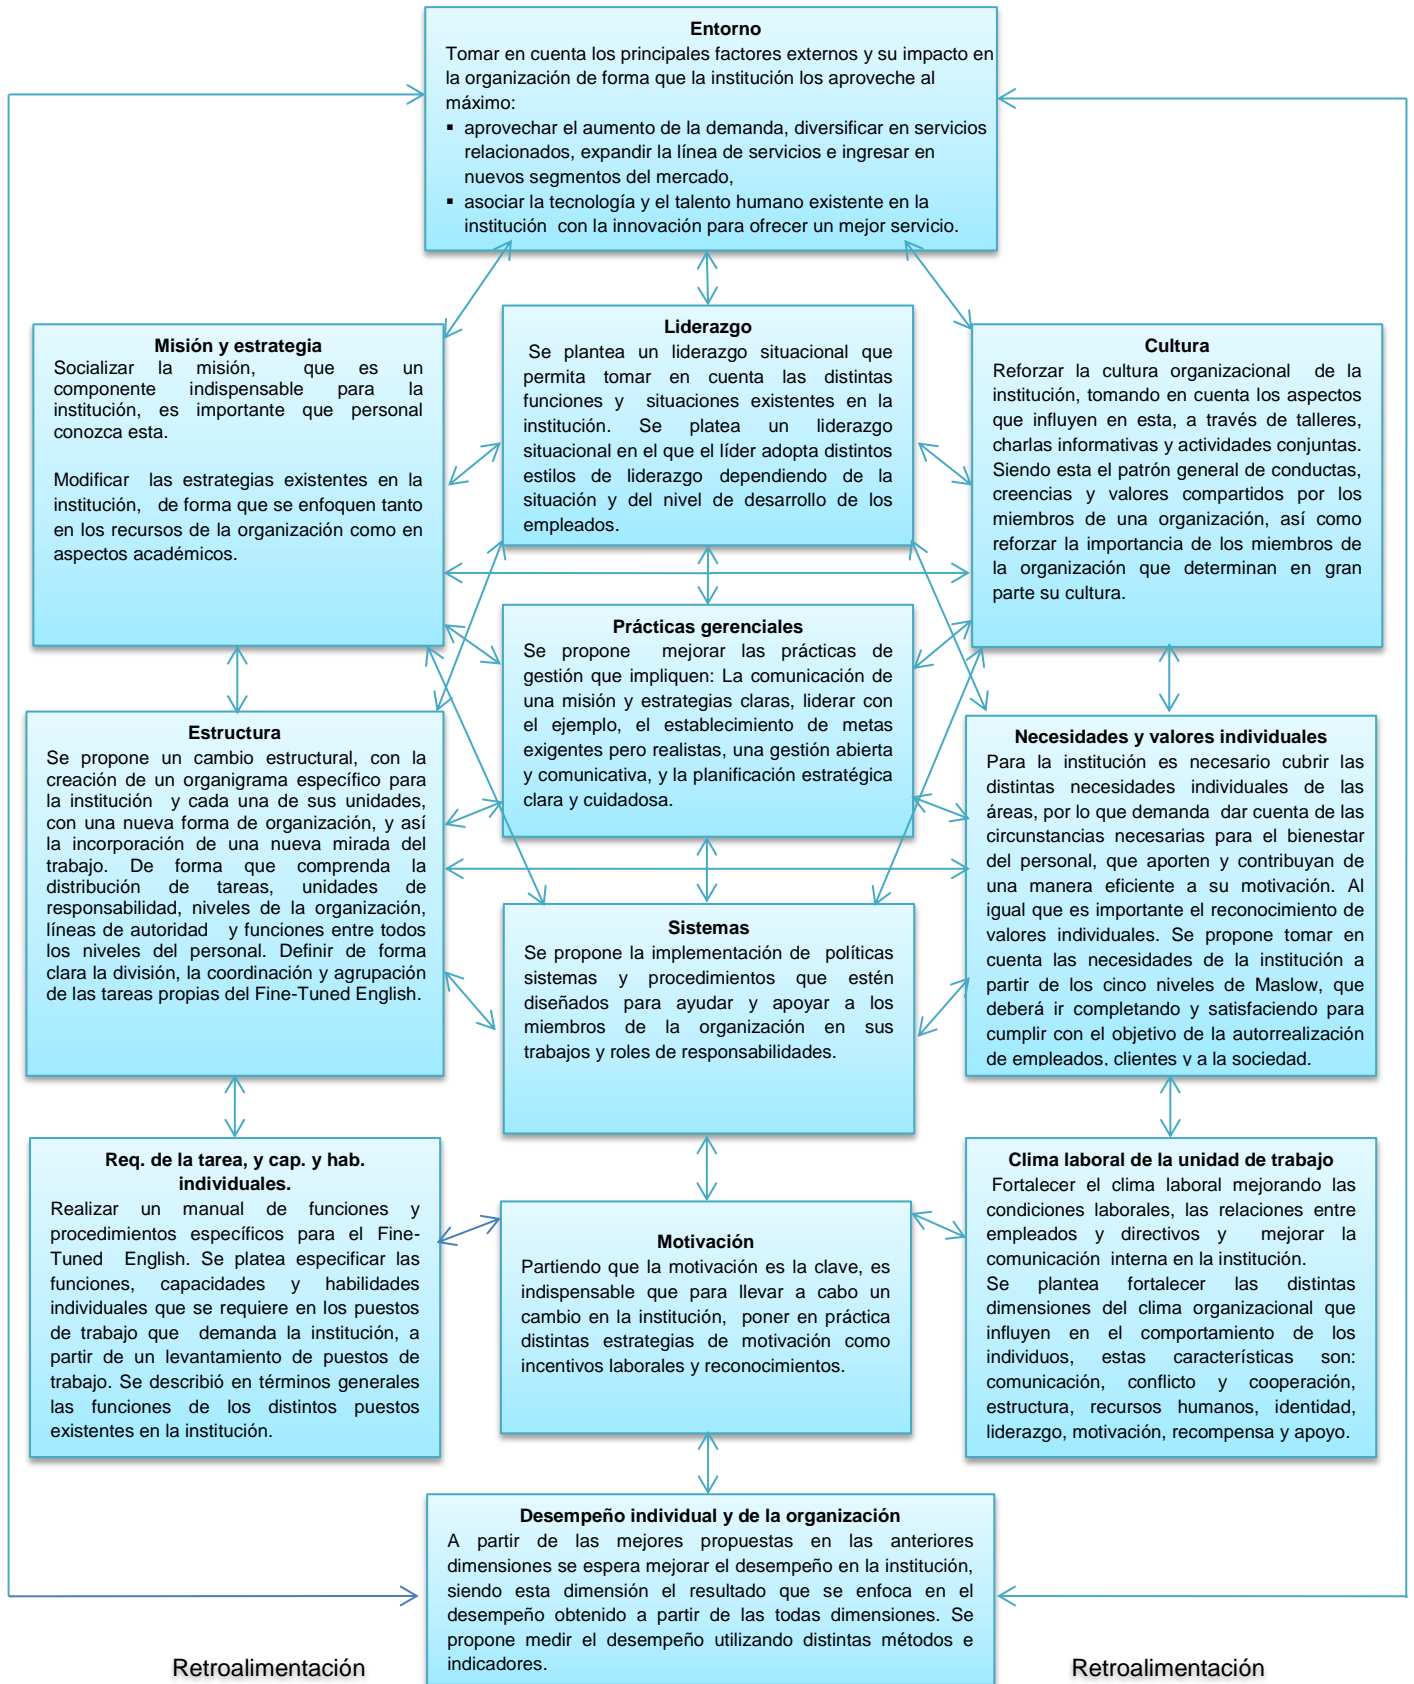 Entorno
Tomar en cuenta los principales factores externos y su impacto en
la organización de forma que la institución los aproveche al
máximo:
▪ aprovechar el aumento de la demanda, diversificar en servicios
relacionados, expandir la línea de servicios e ingresar en
nuevos segmentos del mercado,
▪ asociar la tecnología y el talento humano existente en la
institución con la innovación para ofrecer un mejor servicio.
Misión y estrategia
Socializar la misión, que es un
componente indispensable para la
institución, es importante que personal
conozca esta.
Modificar las estrategias existentes en la
institución, de forma que se enfoquen tanto
en los recursos de la organización como en
aspectos académicos.
Liderazgo
Se plantea un liderazgo situacional que
permita tomar en cuenta las distintas
funciones y situaciones existentes en la
institución. Se platea un liderazgo
situacional en el que el líder adopta distintos
estilos de liderazgo dependiendo de la
situación y del nivel de desarrollo de los
empleados.
Cultura
Reforzar la cultura organizacional de la
institución, tomando en cuenta los aspectos
que influyen en esta, a través de talleres,
charlas informativas y actividades conjuntas.
Siendo esta el patrón general de conductas,
creencias y valores compartidos por los
miembros de una organización, así como
reforzar la importancia de los miembros de
la organización que determinan en gran
parte su cultura.
Prácticas gerenciales
Se propone mejorar las prácticas de
gestión que impliquen: La comunicación de
una misión y estrategias claras, liderar con
el ejemplo, el establecimiento de metas
exigentes pero realistas, una gestión abierta
y comunicativa, y la planificación estratégica
clara y cuidadosa.
Estructura
Se propone un cambio estructural, con la
creación de un organigrama específico para
la institución y cada una de sus unidades,
con una nueva forma de organización, y así
la incorporación de una nueva mirada del
trabajo. De forma que comprenda la
distribución de tareas, unidades de
responsabilidad, niveles de la organización,
líneas de autoridad y funciones entre todos
los niveles del personal. Definir de forma
clara la división, la coordinación y agrupación
de las tareas propias del Fine-Tuned English.
Necesidades y valores individuales
Para la institución es necesario cubrir las
distintas necesidades individuales de las
áreas, por lo que demanda dar cuenta de las
circunstancias necesarias para el bienestar
del personal, que aporten y contribuyan de
una manera eficiente a su motivación. Al
igual que es importante el reconocimiento de
valores individuales. Se propone tomar en
cuenta las necesidades de la institución a
partir de los cinco niveles de Maslow, que
deberá ir completando y satisfaciendo para
cumplir con el objetivo de la autorrealización
de empleados, clientes y a la sociedad.
Sistemas
Se propone la implementación de políticas
sistemas y procedimientos que estén
diseñados para ayudar y apoyar a los
miembros de la organización en sus
trabajos y roles de responsabilidades.
Req. de la tarea, y cap. y hab.
individuales.
Realizar un manual de funciones y
procedimientos específicos para el Fine-
Tuned English. Se platea especificar las
funciones, capacidades y habilidades
individuales que se requiere en los puestos
de trabajo que demanda la institución, a
partir de un levantamiento de puestos de
trabajo. Se describió en términos generales
las funciones de los distintos puestos
existentes en la institución.
Motivación
Partiendo que la motivación es la clave, es
indispensable que para llevar a cabo un
cambio en la institución, poner en práctica
distintas estrategias de motivación como
incentivos laborales y reconocimientos.
Clima laboral de la unidad de trabajo
Fortalecer el clima laboral mejorando las
condiciones laborales, las relaciones entre
empleados y directivos y mejorar la
comunicación interna en la institución.
Se plantea fortalecer las distintas
dimensiones del clima organizacional que
influyen en el comportamiento de los
individuos, estas características son:
comunicación, conflicto y cooperación,
estructura, recursos humanos, identidad,
liderazgo, motivación, recompensa y apoyo.
Desempeño individual y de la organización
A partir de las mejores propuestas en las anteriores
dimensiones se espera mejorar el desempeño en la institución,
siendo esta dimensión el resultado que se enfoca en el
desempeño obtenido a partir de las todas dimensiones. Se
propone medir el desempeño utilizando distintas métodos e
indicadores.
Retroalimentación
Retroalimentación